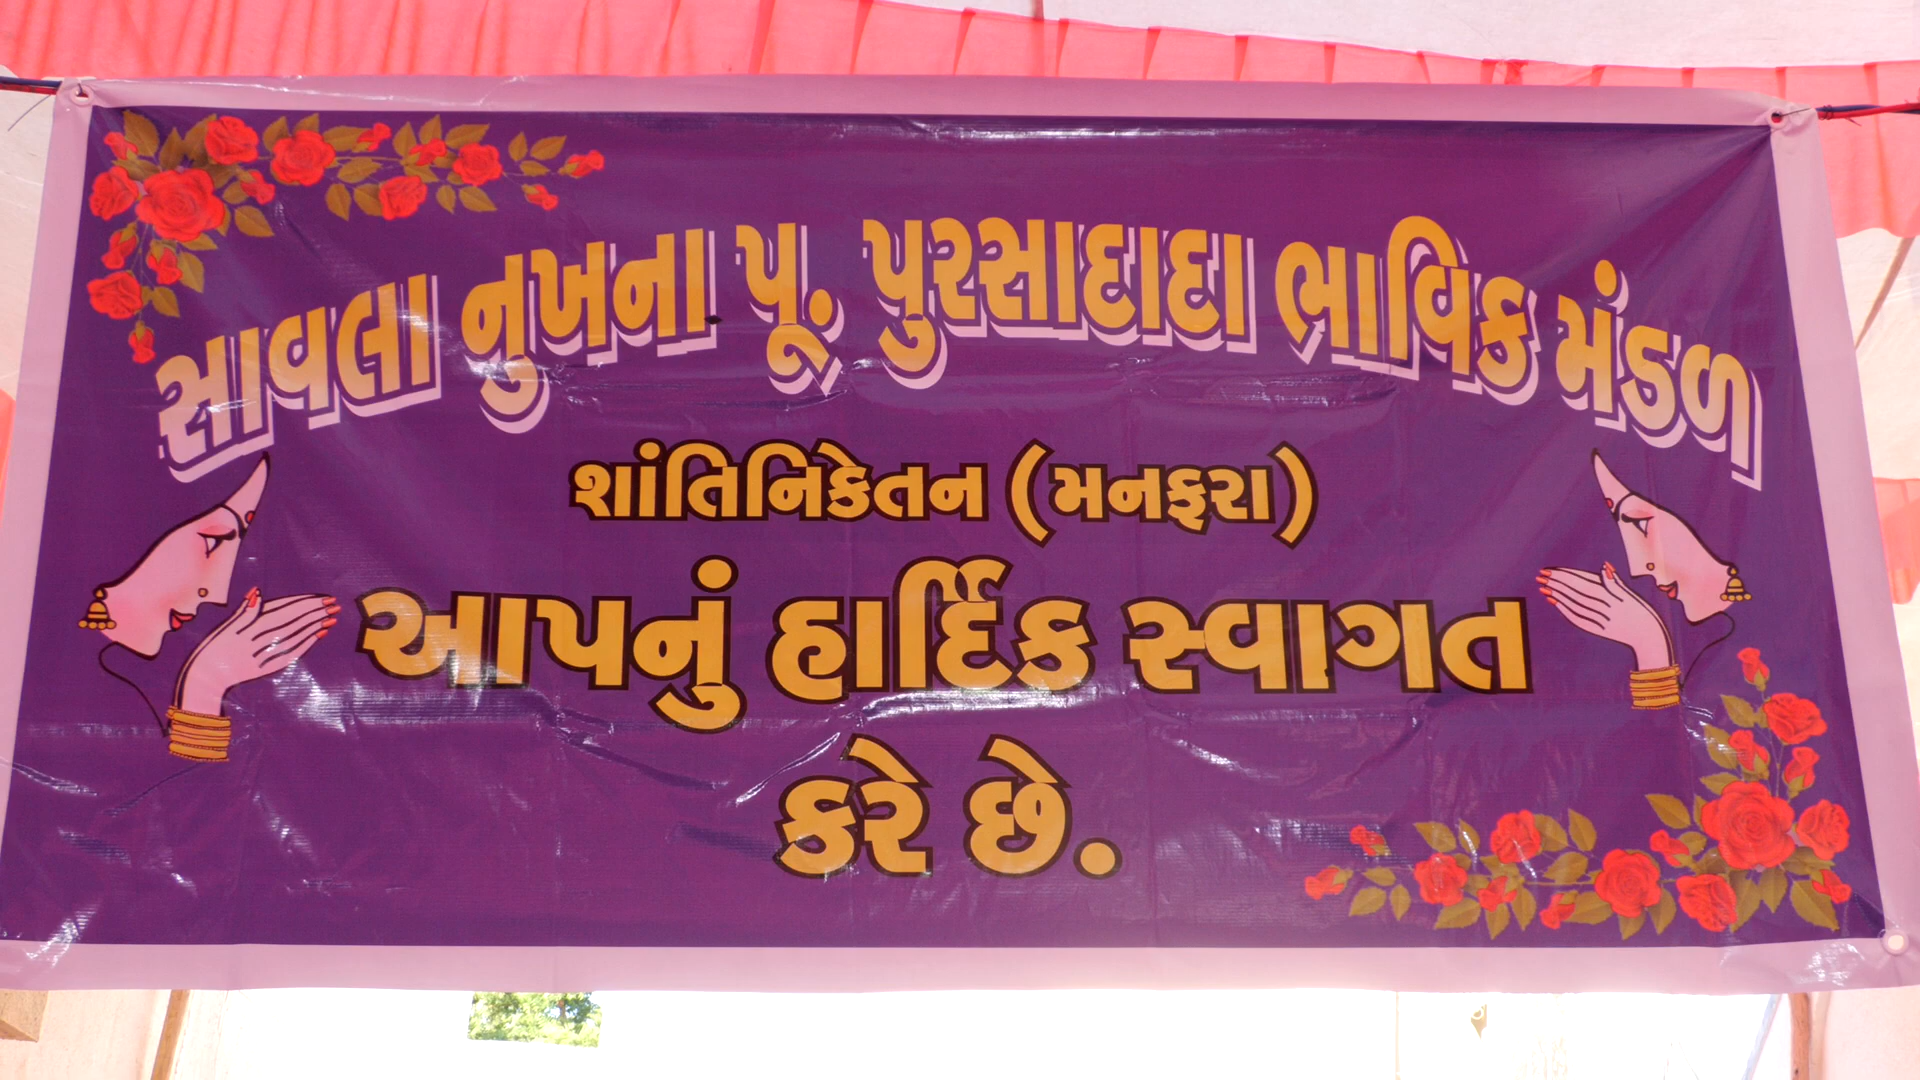 સાવલા નુખના પૂ. પુરસાદાદા ભાવિક મંડળ
શાંતિનિકેતન (મનફરા)
આપનું હાર્દિક સ્વાગત
કરે છે.